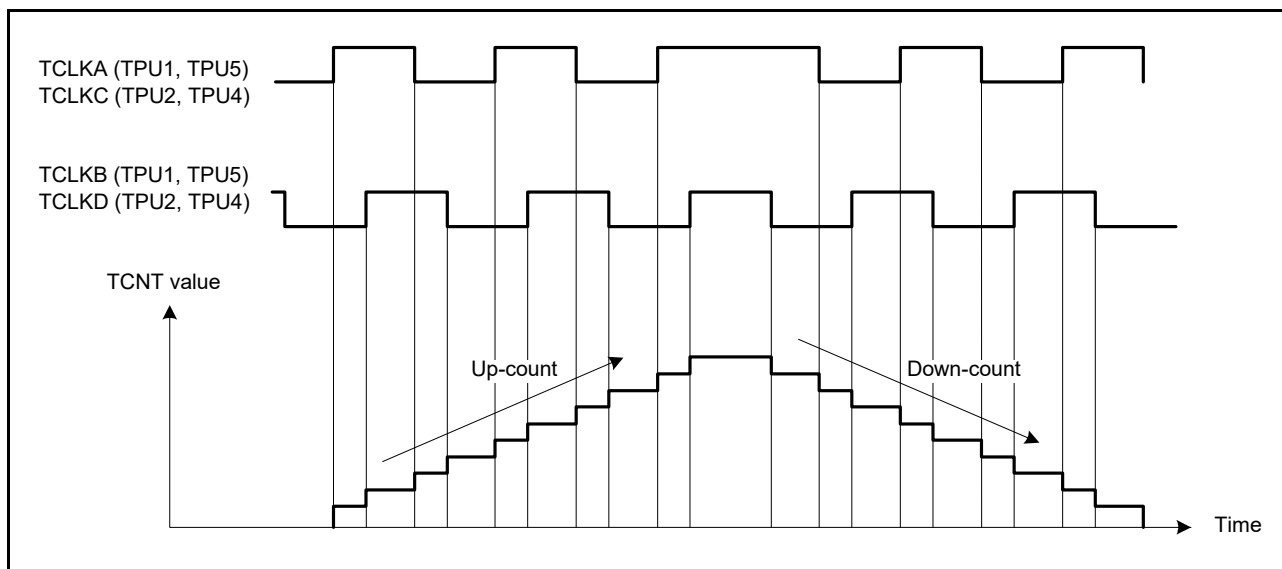 TCLKA (TPU1, TPU5)
TCLKC (TPU2, TPU4)
TCLKB (TPU1, TPU5)
TCLKD (TPU2, TPU4)
TCNT value
Up-count
Down-count
Time